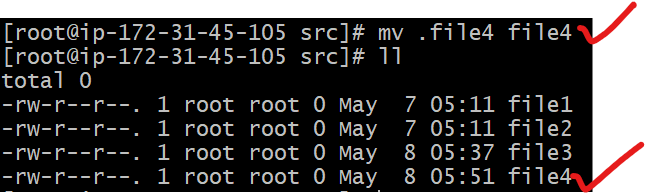 [root@ip-172-31-45-105 src]# mv .file4 file4
[root@ip-172-31-45-105 src]# ll
total 0
-rw-r--r--. 1 root root 0 May  7 05:11 file1
-rw-r--r--. 1 root root 0 May  7 05:11 file2
-rw-r--r--. 1 root root 0 May  8 05:37 file3
-rw-r--r--. 1 root root 0 May  8 05:51 file4